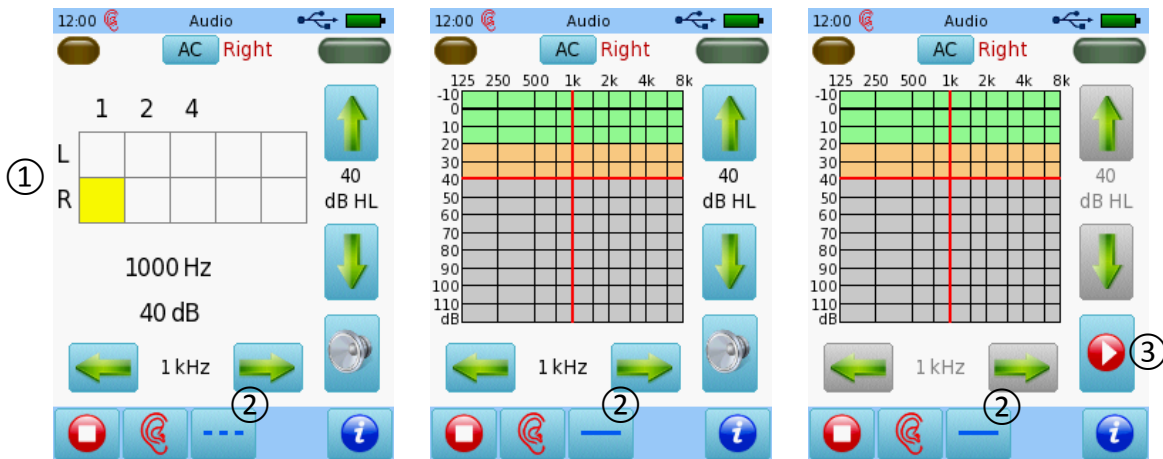 12:00 Audio
AC Right
1 2 4
L
R
①
40
dB HL
1000 Hz
40 dB
1 kHz
②
i
12:00 Audio
AC Right
125 250 500 1k 2k 4k 8k
-10
0
10
20
30
40
50
60
70
80
90
100
110
dB
40
dB HL
1 kHz
②
i
12:00 Audio
AC Right
125 250 500 1k 2k 4k 8k
-10
0
10
20
30
40
50
60
70
80
90
100
110
dB
40
dB HL
③
1 kHz
②
i